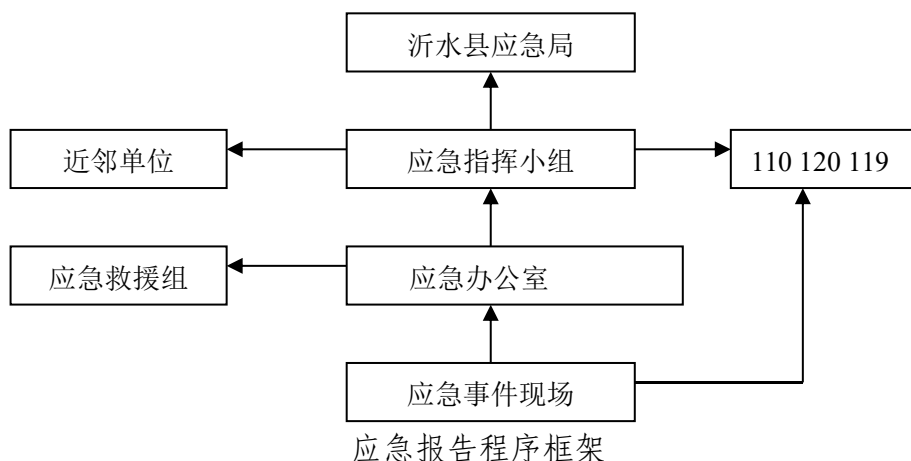 沂水县应急局
近邻单位
应急指挥小组
110 120 119
应急救援组
应急办公室
应急事件现场
应急报告程序框架